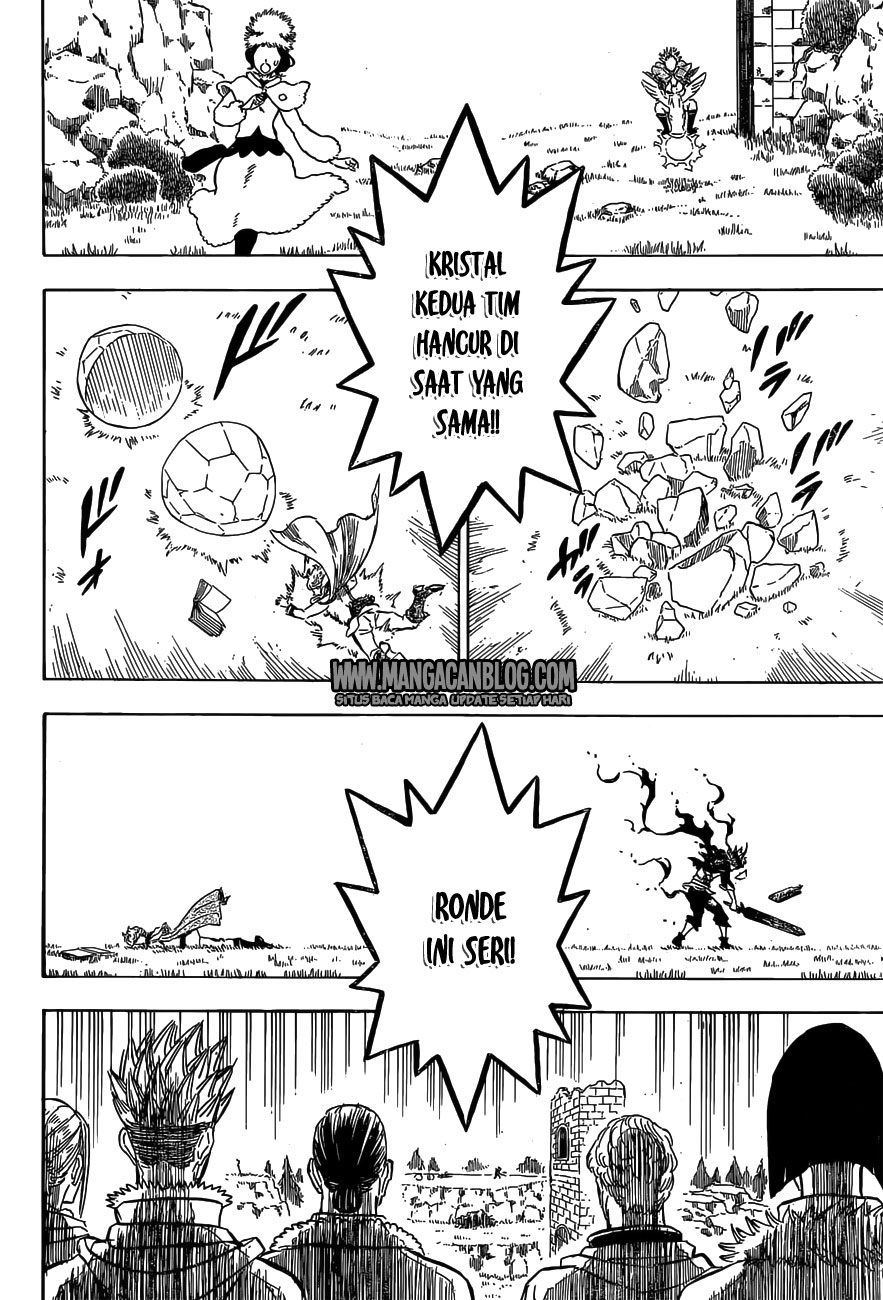 KRISTAL
KEDUA TIM
HANCUR DI
SAAT YANG
SAMA!!
WWW.MANGACANBLOG.COM
SITUS BACA MANGA UPDATE SETIAP HARI
RONDE
INI SERI!